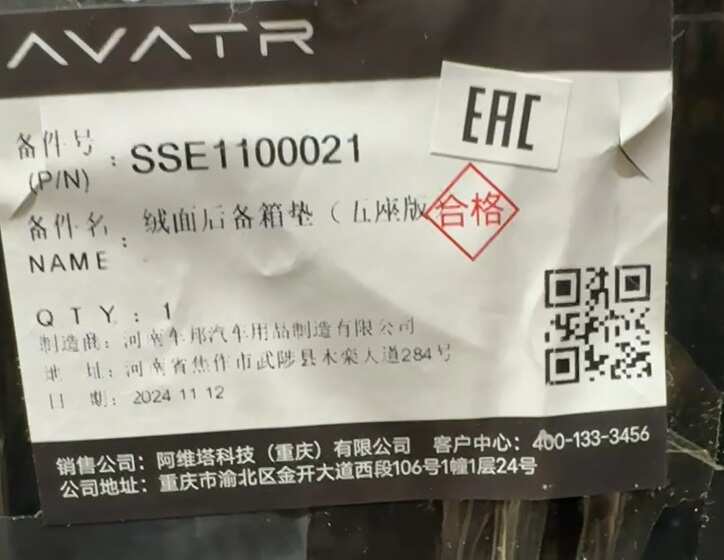 AVATR
EAC
备件号
(P/N)
: SSE1100021
备件名 : 绒面后备箱垫（五座版
NAME
合格
QTY: 1
制造商: 河南车邦汽车用品制造有限公司
地 址: 河南省焦作市武陟县木栾大道284号
日 期: 2024 11 12
销售公司: 阿维塔科技（重庆）有限公司 客户中心: 400-133-3456
公司地址: 重庆市渝北区金开大道西段106号1幢1层24号